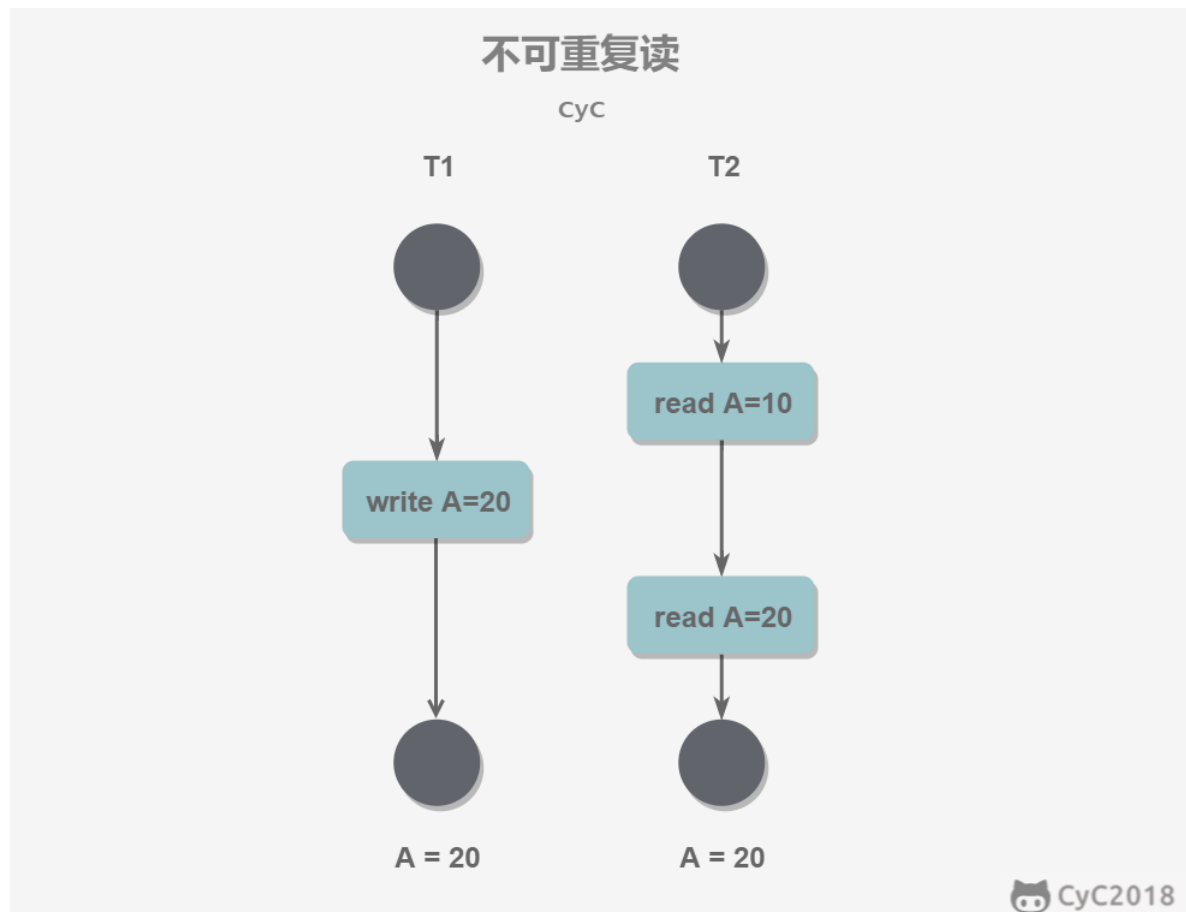 不可重复读
CyC
T1 T2
read A=10
write A=20
read A=20
A = 20 A = 20
CyC2018